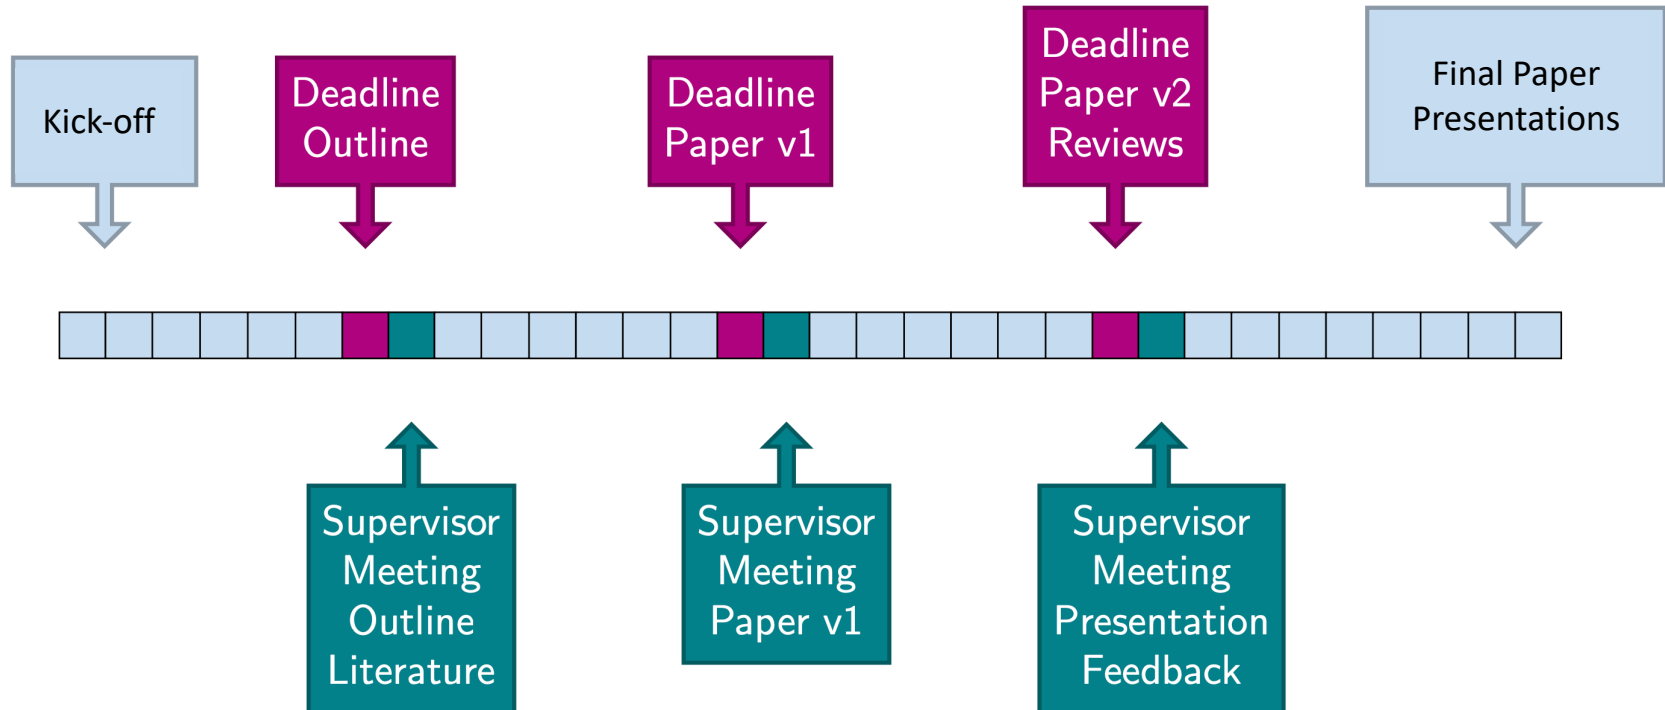 Kick-off
Deadline
Outline
Deadline
Paper v1
Deadline
Paper v2
Reviews
Final Paper
Presentations
Supervisor
Meeting
Outline
Literature
Supervisor
Meeting
Paper v1
Supervisor
Meeting
Presentation
Feedback